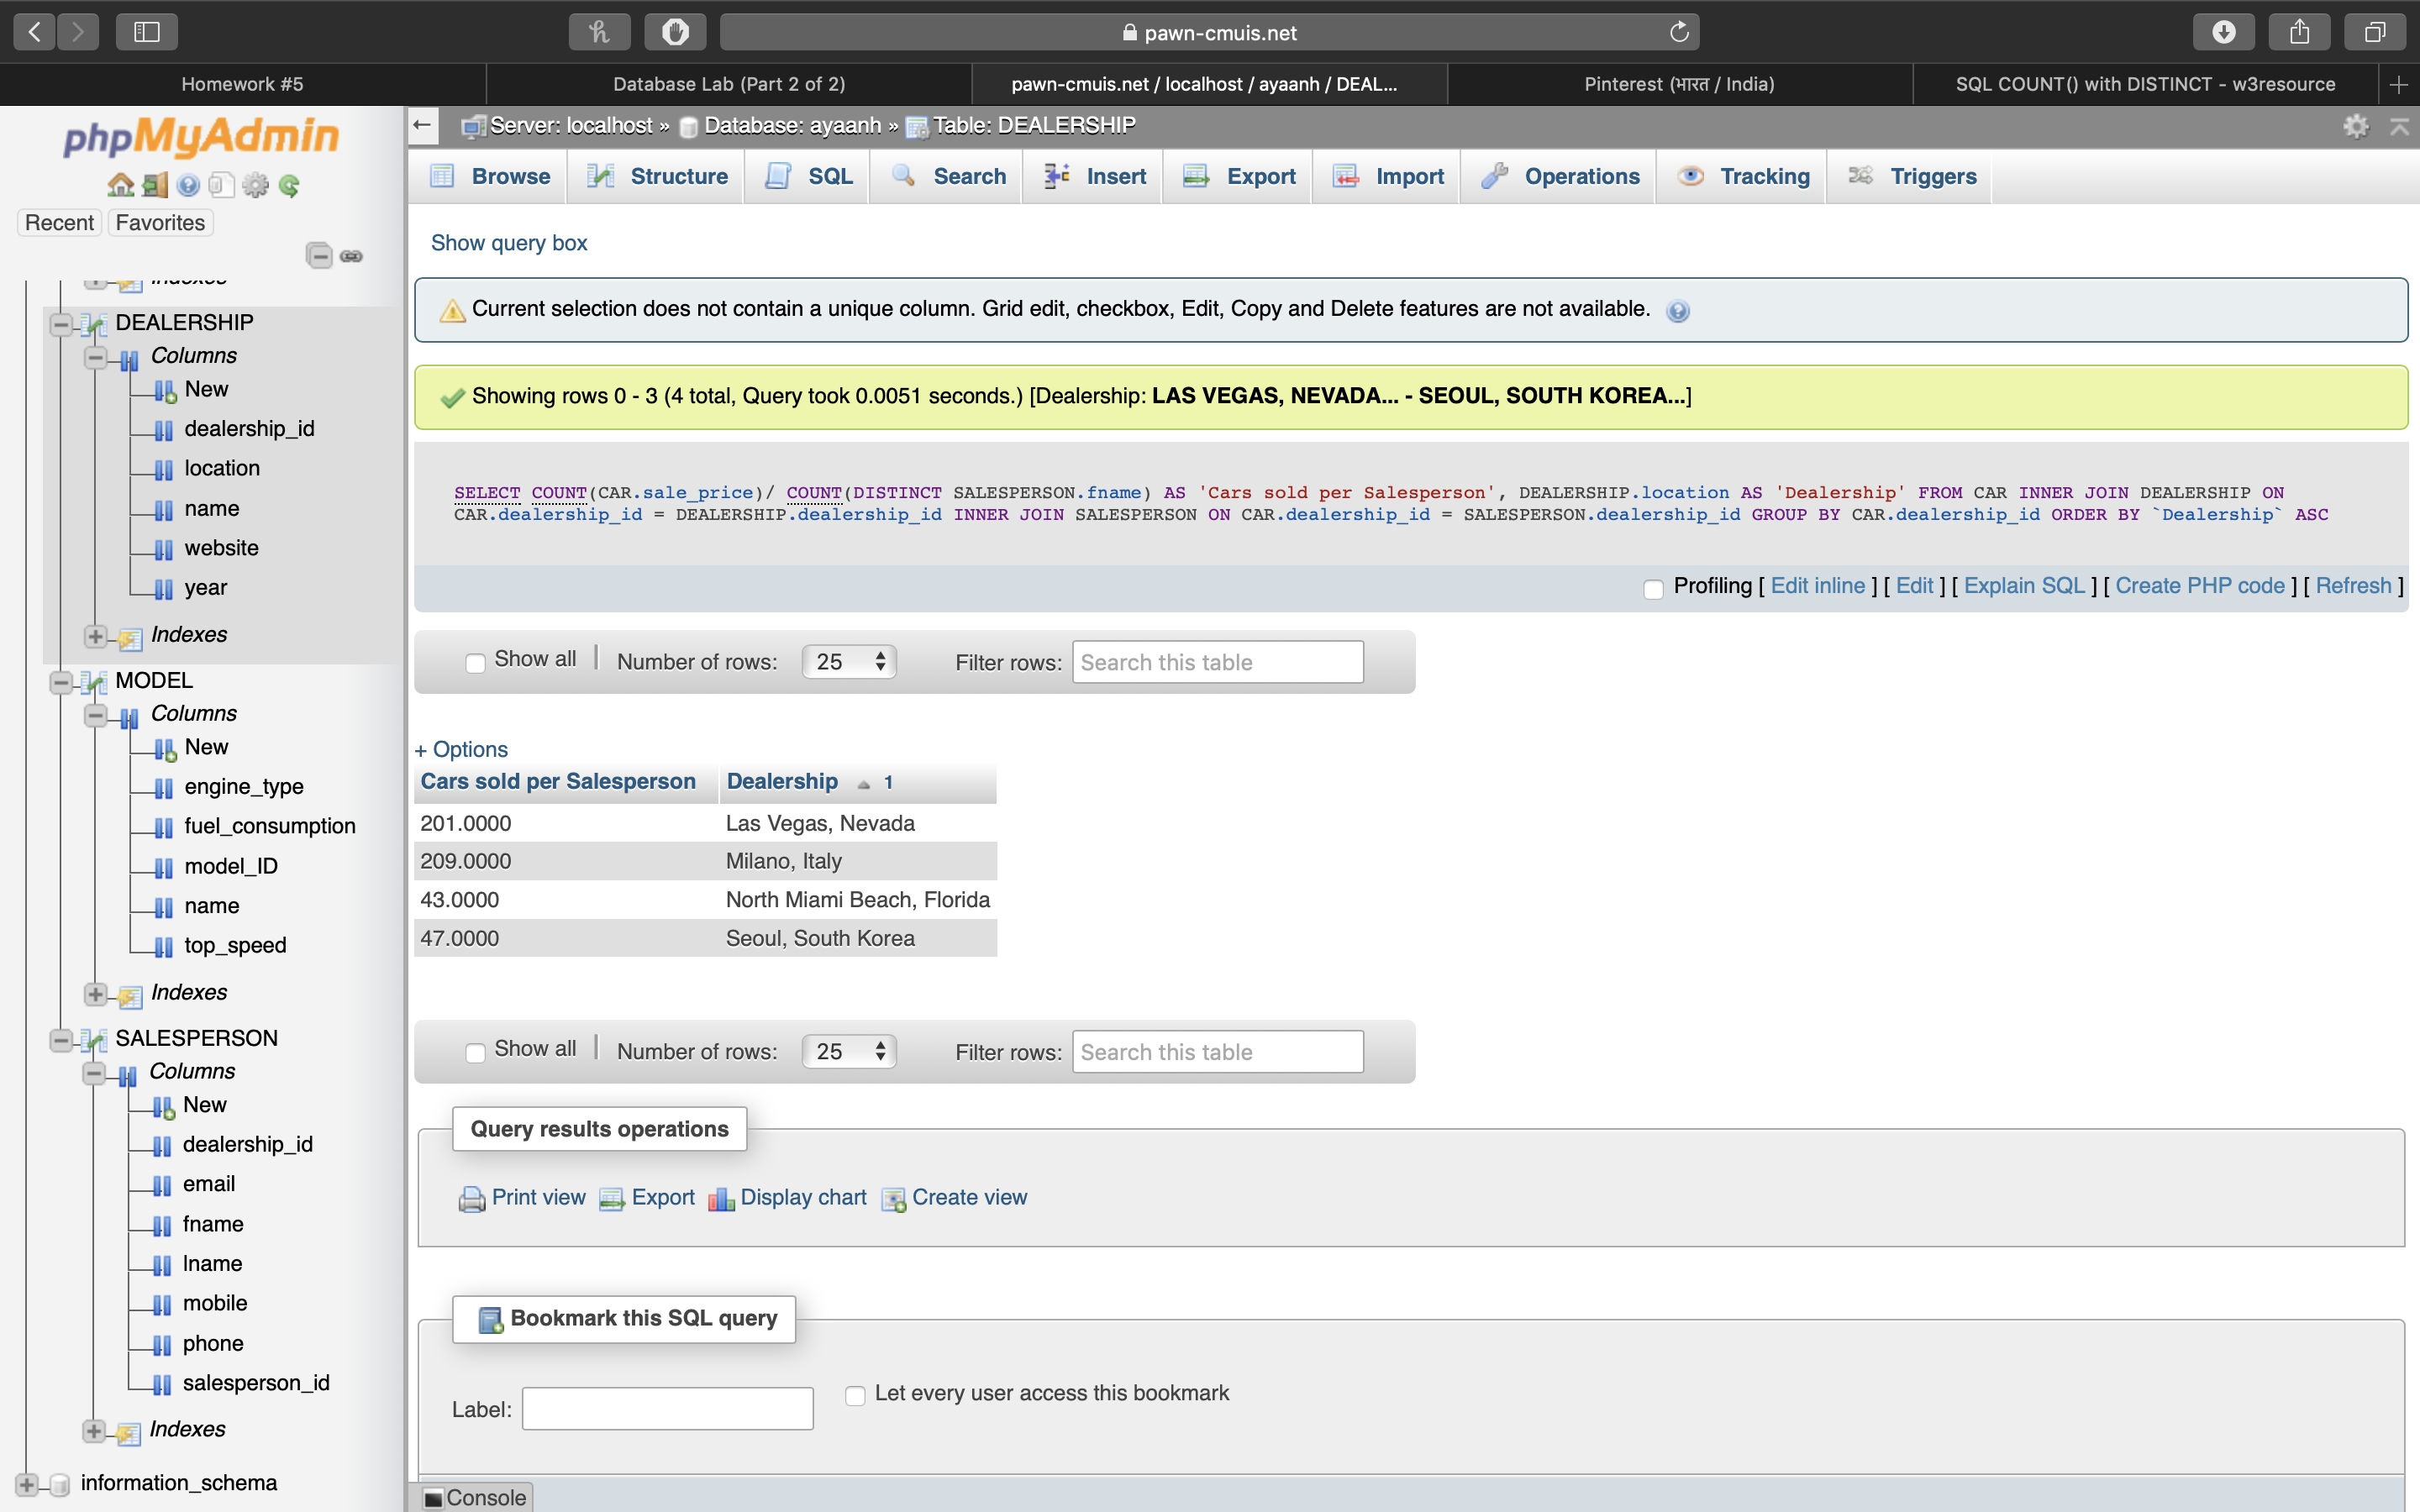 pawn-cmuis.net
Homework #5
Database Lab (Part 2 of 2)
pawn-cmuis.net / localhost / ayaanh / DEAL...
Pinterest (भारत / India)
SQL COUNT() with DISTINCT - w3resource
phpMyAdmin
Recent
Favorites
Indexes
DEALERSHIP
Columns
New
dealership_id
location
name
website
year
Indexes
MODEL
Columns
New
engine_type
fuel_consumption
model_ID
name
top_speed
Indexes
SALESPERSON
Columns
New
dealership_id
email
fname
lname
mobile
phone
salesperson_id
Indexes
information_schema
Server: localhost » Database: ayaanh » Table: DEALERSHIP
Browse
Structure
SQL
Search
Insert
Export
Import
Operations
Tracking
Triggers
Show query box
Current selection does not contain a unique column. Grid edit, checkbox, Edit, Copy and Delete features are not available.
Showing rows 0 - 3 (4 total, Query took 0.0051 seconds.) [Dealership: LAS VEGAS, NEVADA... - SEOUL, SOUTH KOREA...]
SELECT COUNT(CAR.sale_price)/ COUNT(DISTINCT SALESPERSON.fname) AS 'Cars sold per Salesperson', DEALERSHIP.location AS 'Dealership' FROM CAR INNER JOIN DEALERSHIP ON
CAR.dealership_id = DEALERSHIP.dealership_id INNER JOIN SALESPERSON ON CAR.dealership_id = SALESPERSON.dealership_id GROUP BY CAR.dealership_id ORDER BY `Dealership` ASC
Profiling [ Edit inline ] [ Edit ] [ Explain SQL ] [ Create PHP code ] [ Refresh ]
Show all | Number of rows: 25 Filter rows: Search this table
+ Options
Cars sold per Salesperson Dealership 1
201.0000 Las Vegas, Nevada
209.0000 Milano, Italy
43.0000 North Miami Beach, Florida
47.0000 Seoul, South Korea
Show all | Number of rows: 25 Filter rows: Search this table
Query results operations
Print view Export Display chart Create view
Bookmark this SQL query
Label:
Let every user access this bookmark
Console